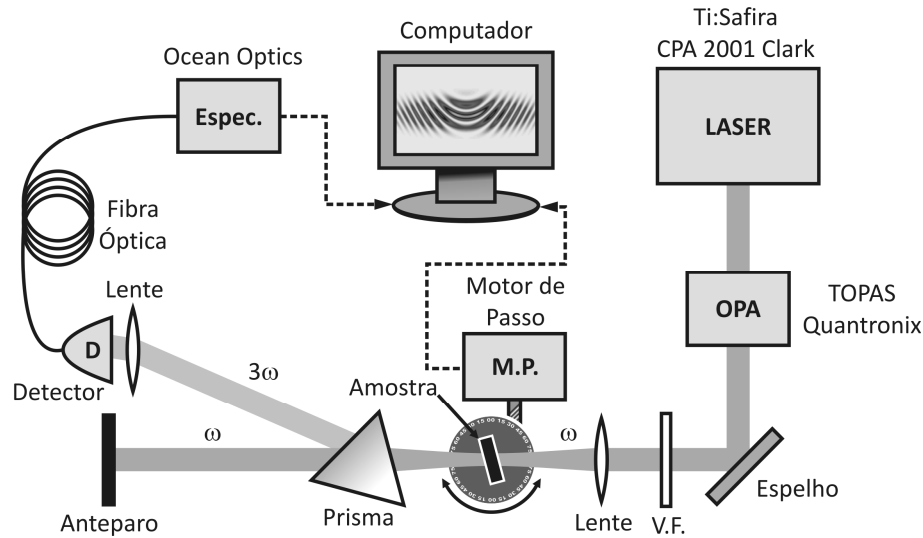 Ti:Safira
CPA 2001 Clark
LASER
Computador
Ocean Optics
Espec.
Fibra
Óptica
Lente
D
Detector
3ω
Motor de
Passo
M.P.
OPA
TOPAS
Quantronix
Amostra
ω
ω
Anteparo
Prisma
Lente
V.F.
Espelho